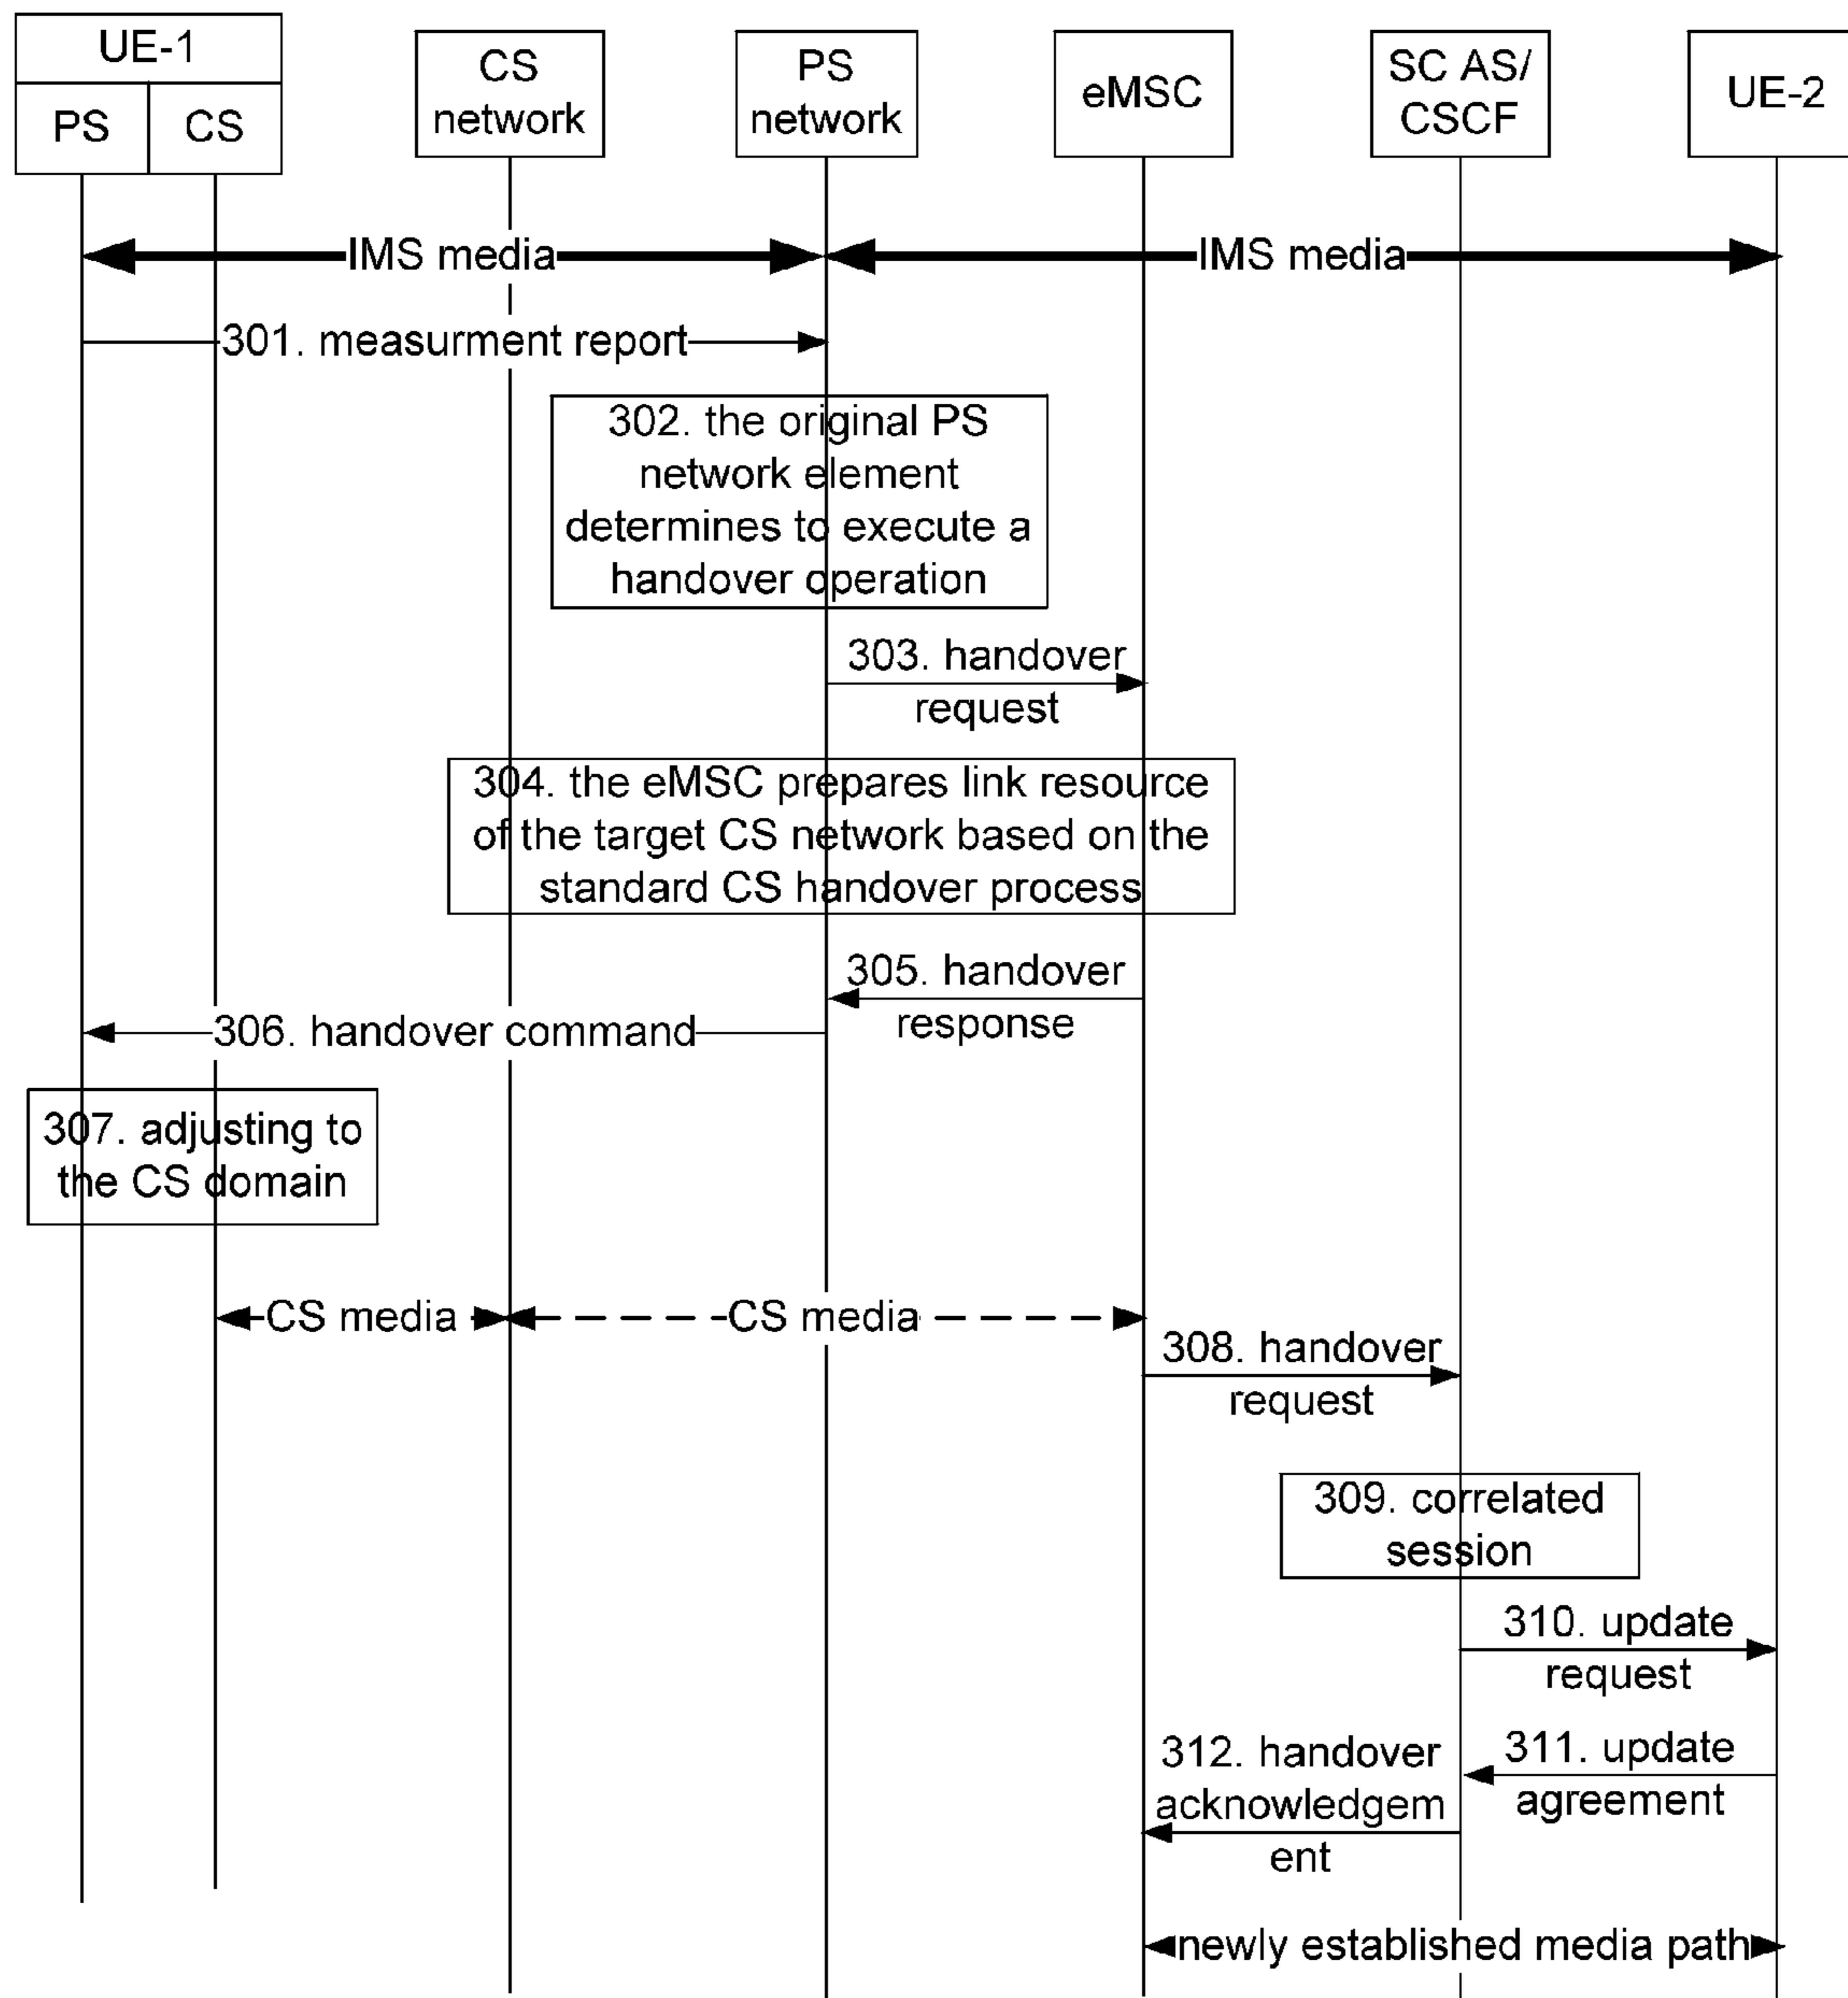 UE-1
PS
CS
CS
network
PS
network
eMSC
SC AS/
CSCF
UE-2
IMS media
IMS media
301. measurment report
302. the original PS
network element
determines to execute a
handover operation
303. handover
request
304. the eMSC prepares link resource
of the target CS network based on the
standard CS handover process
305. handover
response
306. handover command
307. adjusting to
the CS domain
CS media
CS media
308. handover
request
309. correlated
session
310. update
request
311. update
agreement
312. handover
acknowledgem
ent
newly established media path